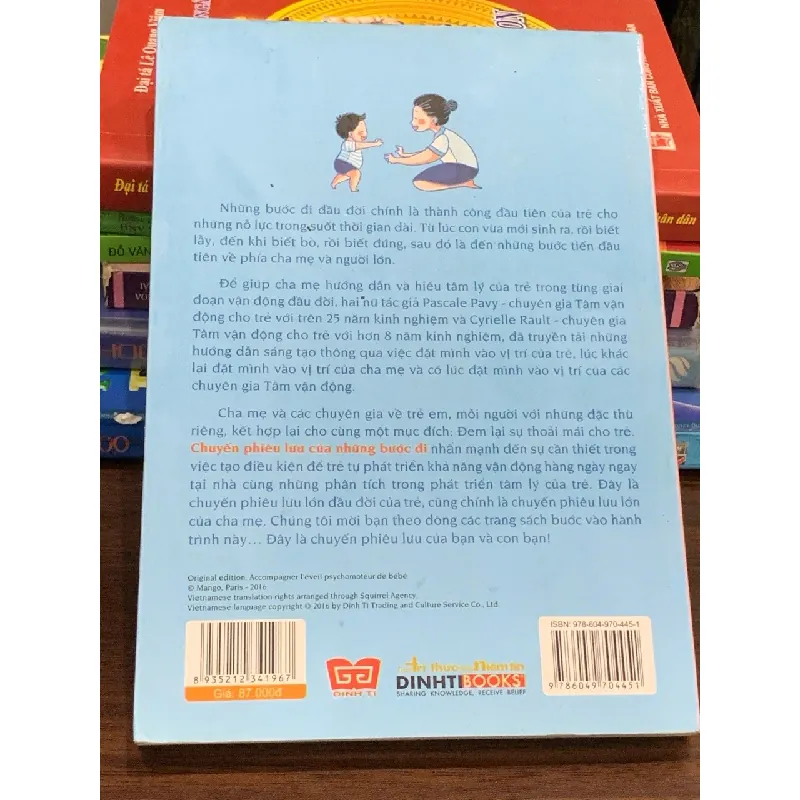 Đại tá Lê Quang Vâm
Đại tá
ĐỖ VĂN
NHÀ XUẤT BẢN CÔNG
hân dân
GO
Những bước đi đầu đời chính là thành công đầu tiên của trẻ cho
những nỗ lực trong suốt thời gian dài. Từ lúc con vừa mới sinh ra, rồi biết
lẫy, đến khi biết bò, rồi biết đứng, sau đó là đến những bước tiến đầu
tiên về phía cha mẹ và người lớn.
Để giúp cha mẹ hướng dẫn và hiểu tâm lý của trẻ trong từng giai
đoạn vận động đầu đời, hai nữ tác giả Pascale Pavy - chuyên gia Tâm vận
động cho trẻ với trên 25 năm kinh nghiệm và Cyrielle Rault - chuyên gia
Tâm vận động cho trẻ với hơn 8 năm kinh nghiệm, đã truyền tải những
hướng dẫn sáng tạo thông qua việc đặt mình vào vị trí của trẻ, lúc khác
lại đặt mình vào vị trí của cha mẹ và có lúc đặt mình vào vị trí của các
chuyên gia Tâm vận động.
Cha mẹ và các chuyên gia về trẻ em, mỗi người với những đặc thù
riêng, kết hợp lại cho cùng một mục đích: Đem lại sự thoải mái cho trẻ.
Chuyến phiêu lưu của những bước đi nhấn mạnh đến sự cần thiết trong
việc tạo điều kiện để trẻ tự phát triển khả năng vận động hàng ngày ngay
tại nhà cùng những phân tích trong phát triển tâm lý của trẻ. Đây là
chuyến phiêu lưu lớn đầu đời của trẻ, cũng chính là chuyến phiêu lưu lớn
của cha mẹ. Chúng tôi mời bạn theo dòng các trang sách bước vào hành
trình này... Đây là chuyến phiêu lưu của bạn và con bạn!
Original edition: Accompagner l'éveil psychomoteur de bébé
© Mango, Paris - 2016
Vietnamese translation rights arranged through Squirrel Agency.
Vietnamese language copyright © 2016 by Dinh Ti Trading and Culture Service Co., Ltd.
8 935212 341967
Giá: 87.000đ
DINH TI
Tri thức Niềm tin
DINHTIBOOKS
SHARING KNOWLEDGE, RECEIVE BELIEF
ISBN: 978-604-970-445-1
9 786049 704451